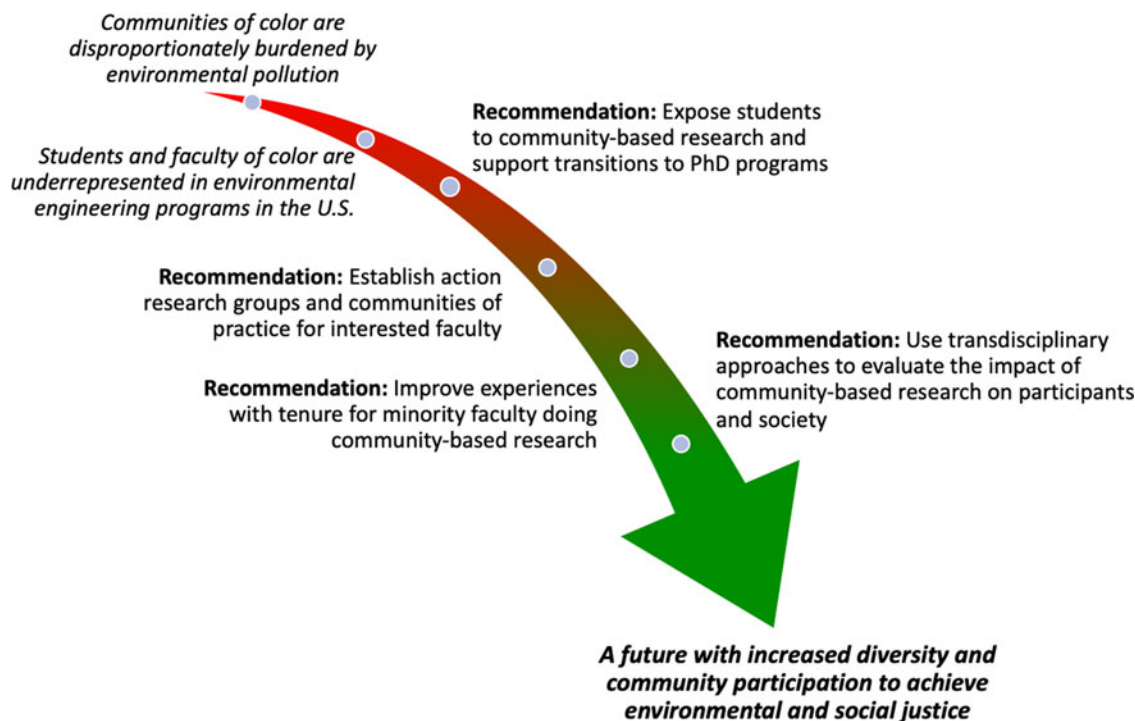 Communities of color are
disproportionately burdened by
environmental pollution
Students and faculty of color are
underrepresented in environmental
engineering programs in the U.S.
Recommendation: Expose students
to community-based research and
support transitions to PhD programs
Recommendation: Establish action
research groups and communities of
practice for interested faculty
Recommendation: Use transdisciplinary
approaches to evaluate the impact of
community-based research on participants
and society
Recommendation: Improve experiences
with tenure for minority faculty doing
community-based research
A future with increased diversity and
community participation to achieve
environmental and social justice